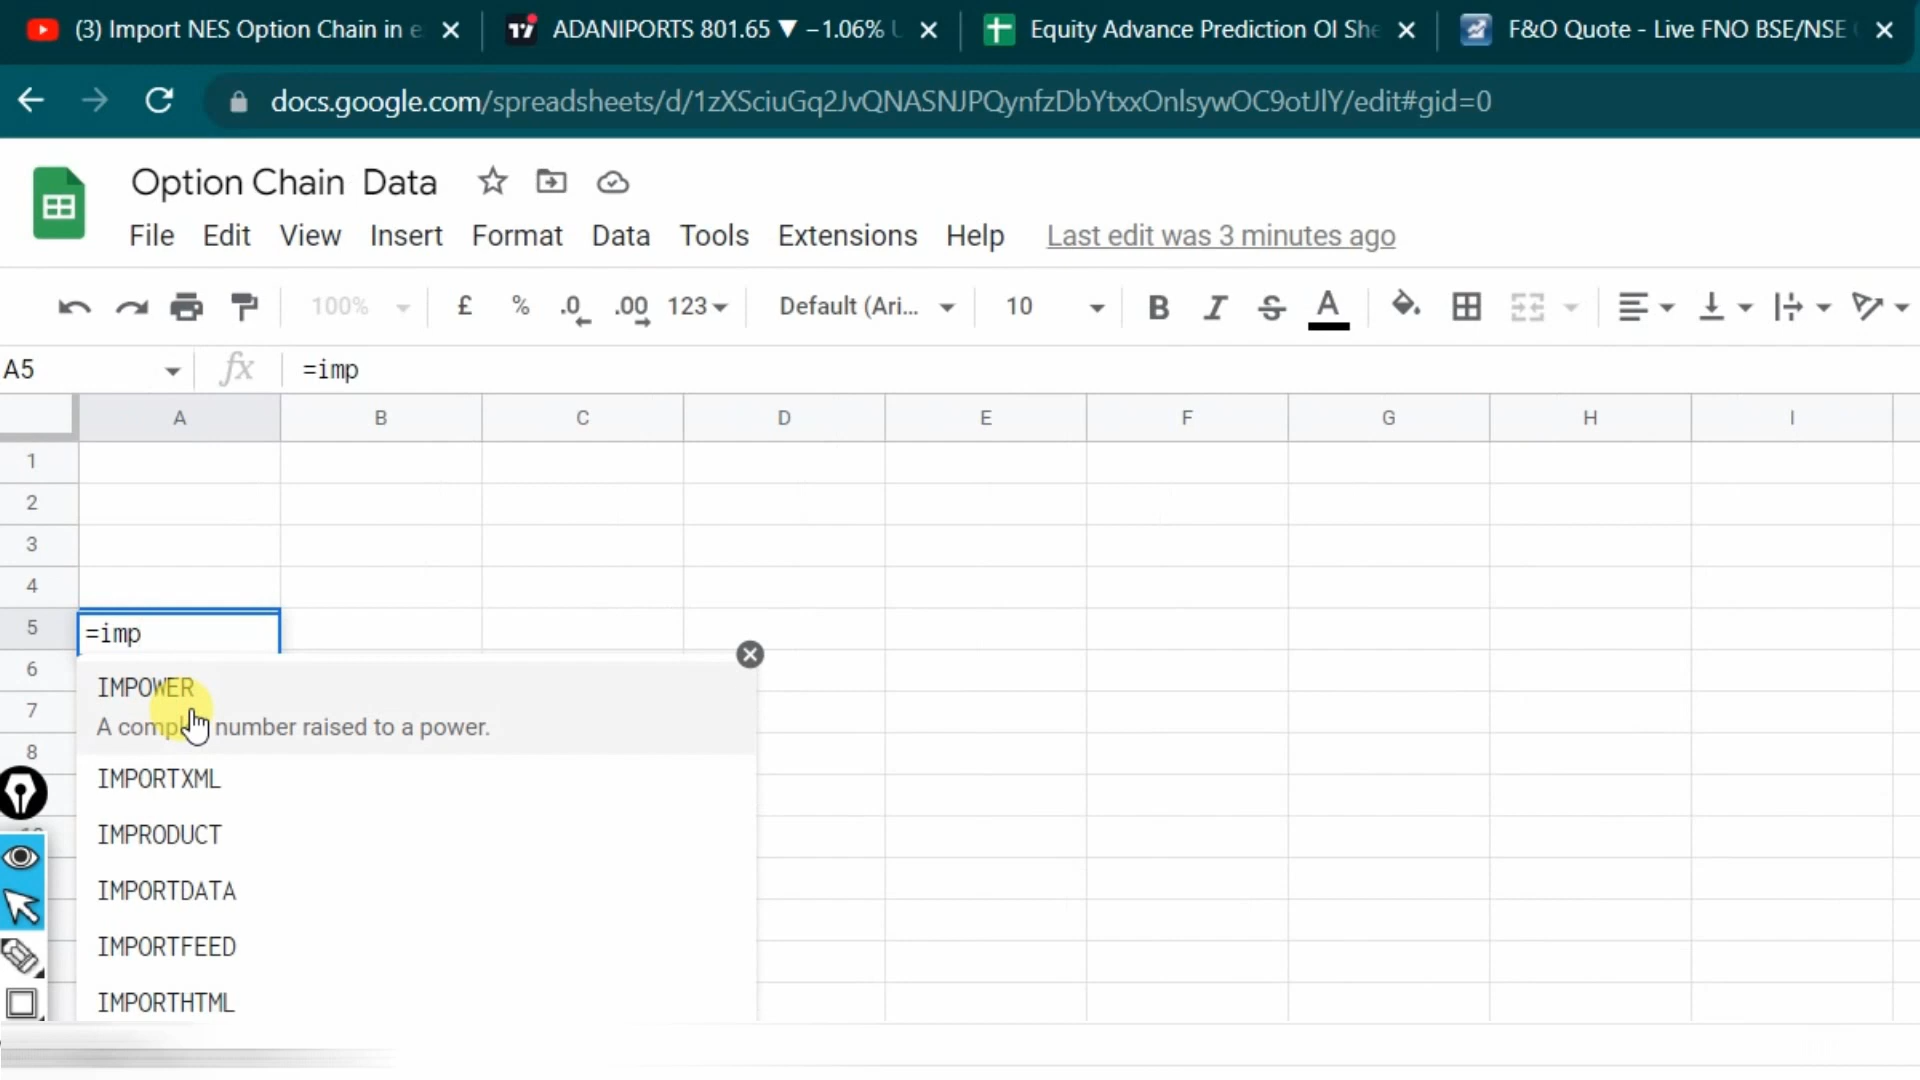 (3) Import NES Option Chain in e
ADANIPORTS 801.65 ▼ −1.06% U
Equity Advance Prediction OI She
F&O Quote - Live FNO BSE/NSE
docs.google.com/spreadsheets/d/1zXSciuGq2JvQNASNJPQynfzDbYtxxOnlsywOC9otJlY/edit#gid=0
Option Chain Data
File Edit View Insert Format Data Tools Extensions Help Last edit was 3 minutes ago
100% £ % .0 .00 123 Default (Ari... 10 B I S A
A5 fx =imp
A B C D E F G H I
1
2
3
4
5 =imp
6
IMPOWER
7
A comp number raised to a power.
8
IMPORTXML
IMPRODUCT
IMPORTDATA
IMPORTFEED
IMPORTHTML